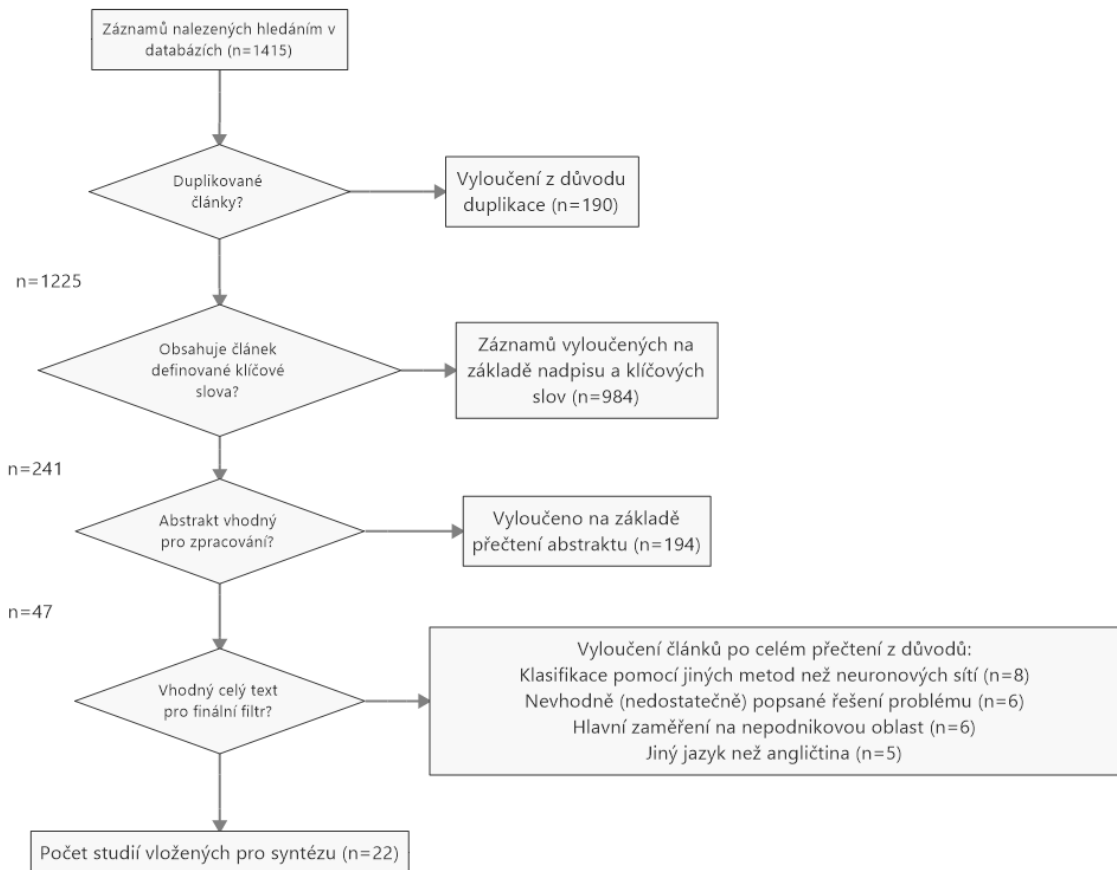 Záznamů nalezených hledáním v
databázích (n=1415)
Duplikované
články?
Vyloučení z důvodu
duplikace (n=190)
n=1225
Obsahuje článek
definované klíčové
slova?
Záznamů vyloučených na
základě nadpisu a klíčových
slov (n=984)
n=241
Abstrakt vhodný
pro zpracování?
Vyloučeno na základě
přečtení abstraktu (n=194)
n=47
Vhodný celý text
pro finální filtr?
Vyloučení článků po celém přečtení z důvodů:
Klasifikace pomocí jiných metod než neuronových sítí (n=8)
Nevhodně (nedostatečně) popsané řešení problému (n=6)
Hlavní zaměření na nepodnikovou oblast (n=6)
Jiný jazyk než angličtina (n=5)
Počet studií vložených pro syntézu (n=22)